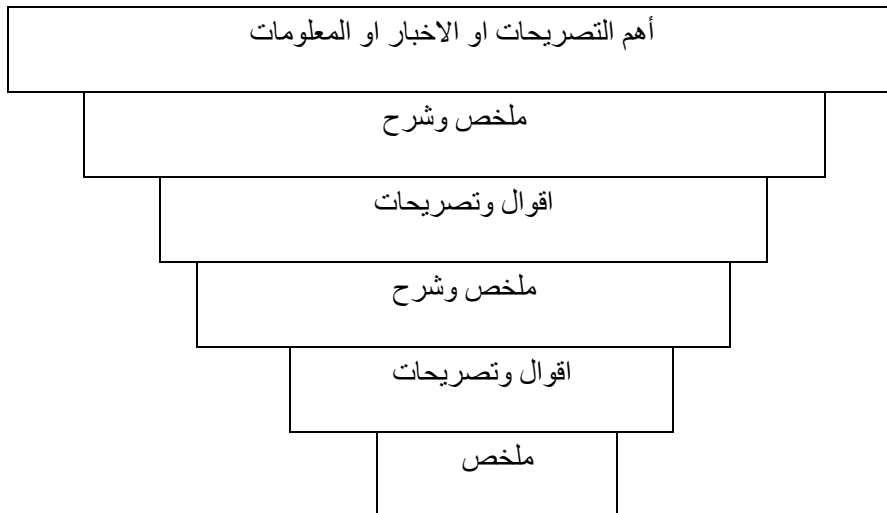 أهم التصريحات او الاخبار او المعلومات
ملخص وشرح
اقوال وتصريحات
ملخص وشرح
اقوال وتصريحات
ملخص